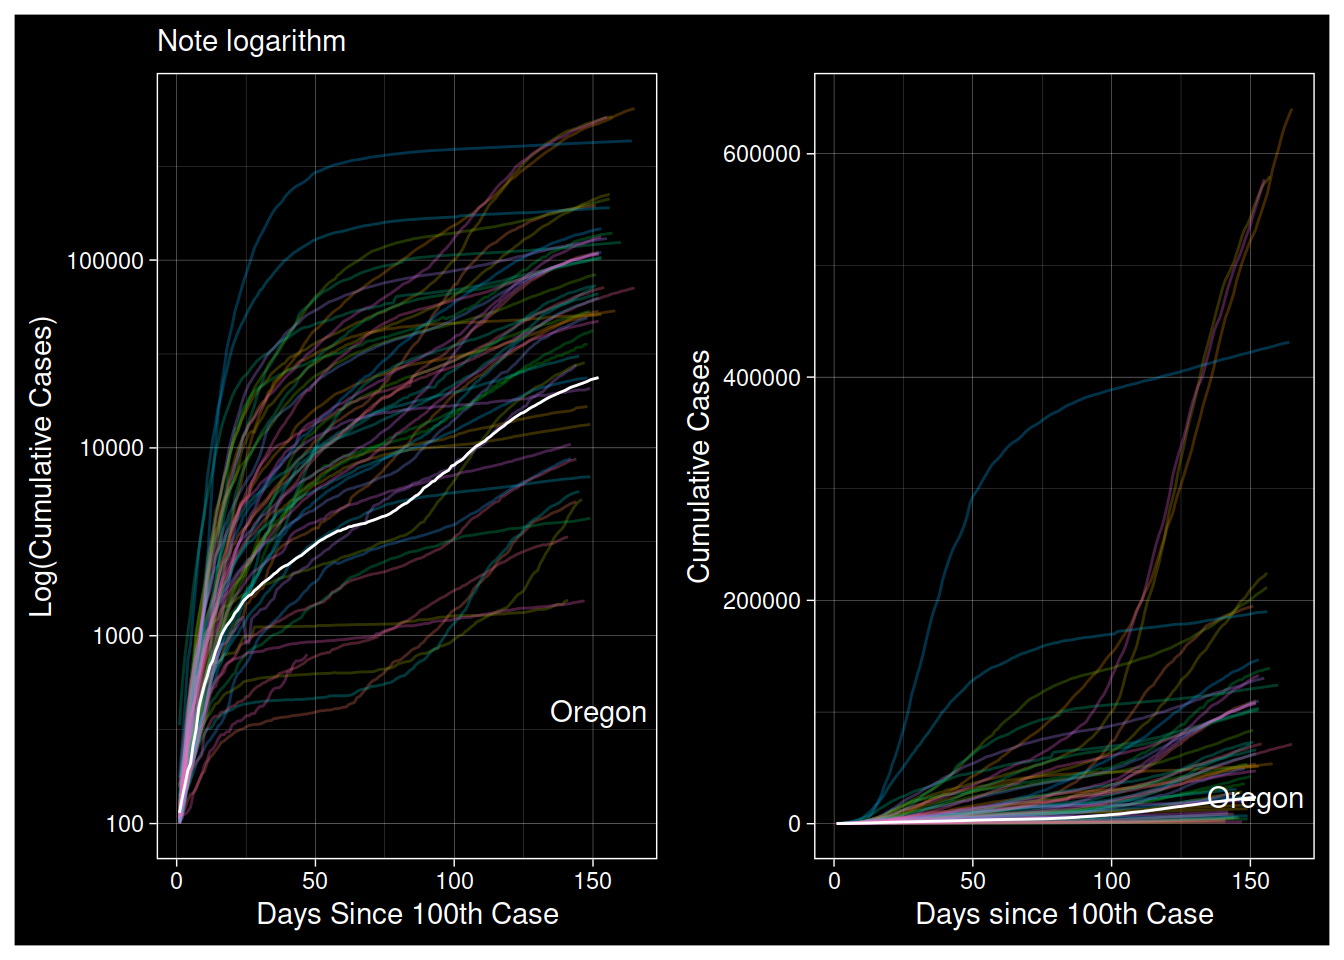 Note logarithm
Log(Cumulative Cases)
100000
10000
1000
100
0
50
100
150
Days Since 100th Case
Oregon
Cumulative Cases
600000
400000
200000
0
0
50
100
150
Days since 100th Case
Oregon